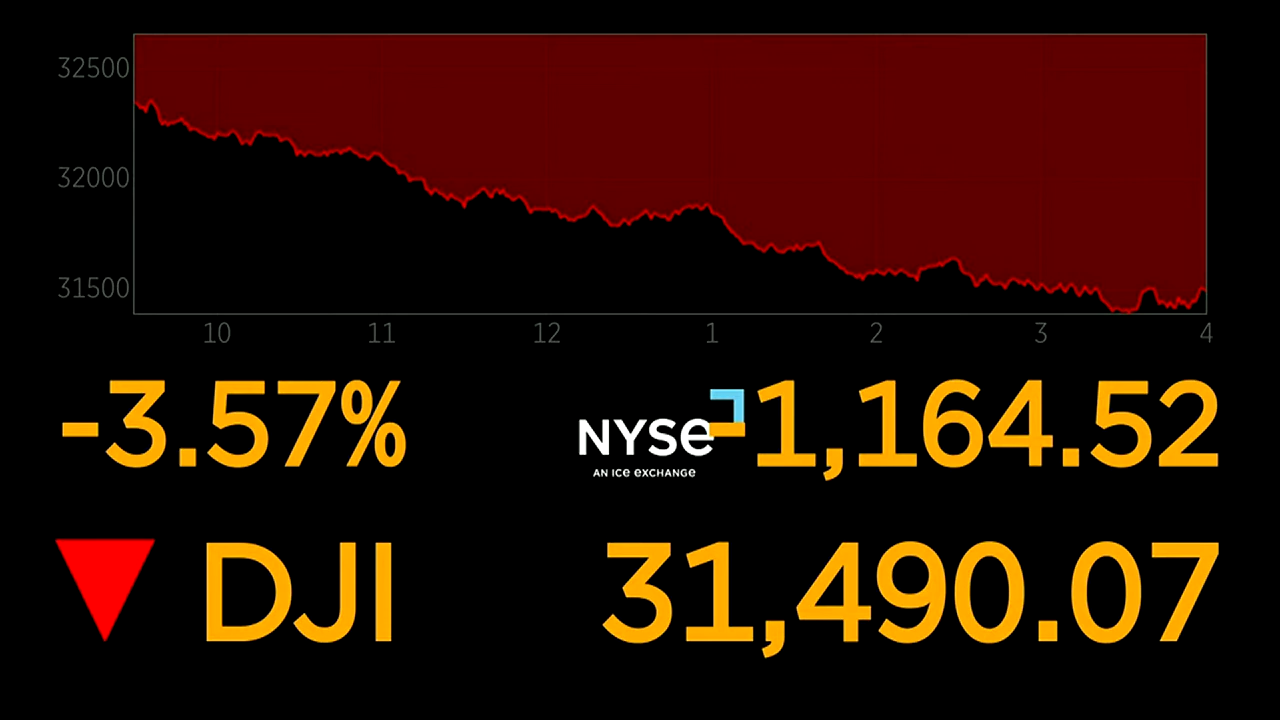 32500
32000
31500
10 11 12 1 2 3 4
-3.57% -1,164.52
NYSE
AN ICE EXCHANGE
DJI 31,490.07